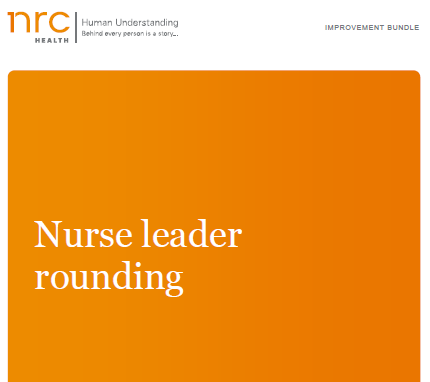 nrc
HEALTH
Human Understanding
Behind every person is a story...
IMPROVEMENT BUNDLE
Nurse leader
rounding